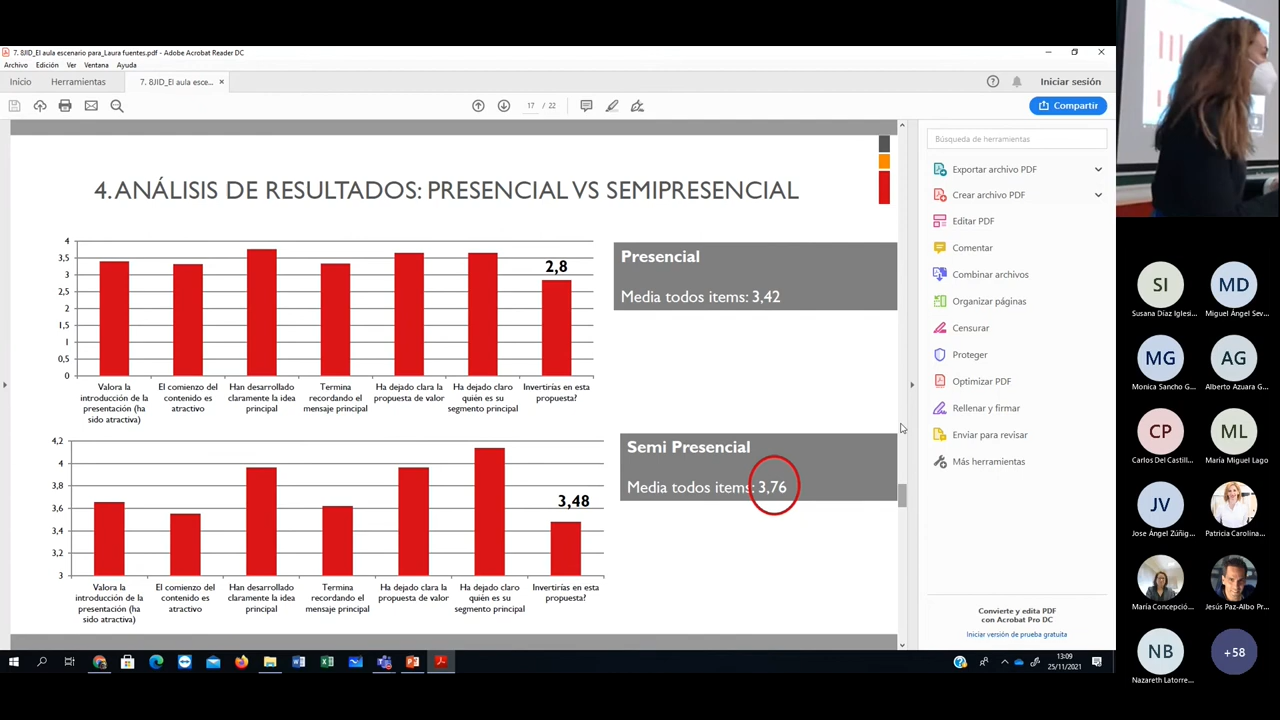 7. 8JID_El aula escenario para_Laura fuentes.pdf - Adobe Acrobat Reader DC
Archivo Edición Ver Ventana Ayuda
Inicio Herramientas 7. 8JID_El aula esce... × Iniciar sesión
17 / 22 Compartir
4. ANÁLISIS DE RESULTADOS: PRESENCIAL VS SEMIPRESENCIAL
4
3,5
3
2,5
2
1,5
1
0,5
0
2,8
Valora la
introducción de la
presentación (ha
sido atractiva)
El comienzo del
contenido es
atractivo
Han desarrollado
claramente la idea
principal
Termina
recordando el
mensaje principal
Ha dejado clara la
propuesta de valor
Ha dejado claro
quién es su
segmento principal
Invertirías en esta
propuesta?
Presencial
Media todos items: 3,42
4,2
4
3,8
3,6
3,4
3,2
3
3,48
Valora la
introducción de la
presentación (ha
sido atractiva)
El comienzo del
contenido es
atractivo
Han desarrollado
claramente la idea
principal
Termina
recordando el
mensaje principal
Ha dejado clara la
propuesta de valor
Ha dejado claro
quién es su
segmento principal
Invertirías en esta
propuesta?
Semi Presencial
Media todos items: 3,76
Búsqueda de herramientas
Exportar archivo PDF
Crear archivo PDF
Editar PDF
Comentar
Combinar archivos
Organizar páginas
Censurar
Proteger
Optimizar PDF
Rellenar y firmar
Enviar para revisar
Más herramientas
Convierte y edita PDF
con Acrobat Pro DC
Iniciar versión de prueba gratuita
SI MD
Susana Díaz Iglesi... Miguel Ángel Sev...
MG AG
Monica Sancho G... Alberto Azuara G...
CP ML
Carlos Del Castill... María Miguel Lago
JV
Jose Ángel Zúñig... Patricia Carolina...
María Concepció... Jesús Paz-Albo Pr...
NB +58
Nazareth Latorre...
13:09
25/11/2021